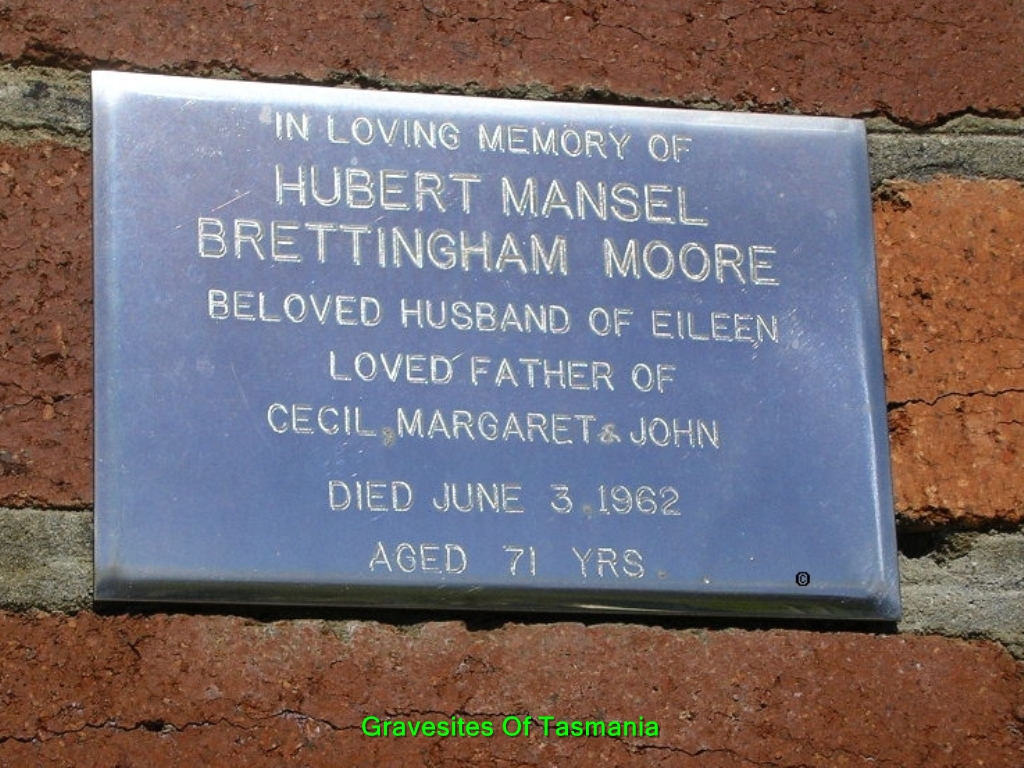 IN LOVING MEMORY OF
HUBERT MANSEL
BRETTINGHAM MOORE
BELOVED HUSBAND OF EILEEN
LOVED FATHER OF
CECIL, MARGARET & JOHN
DIED JUNE 3, 1962
AGED 71 YRS.
©
Gravesites Of Tasmania